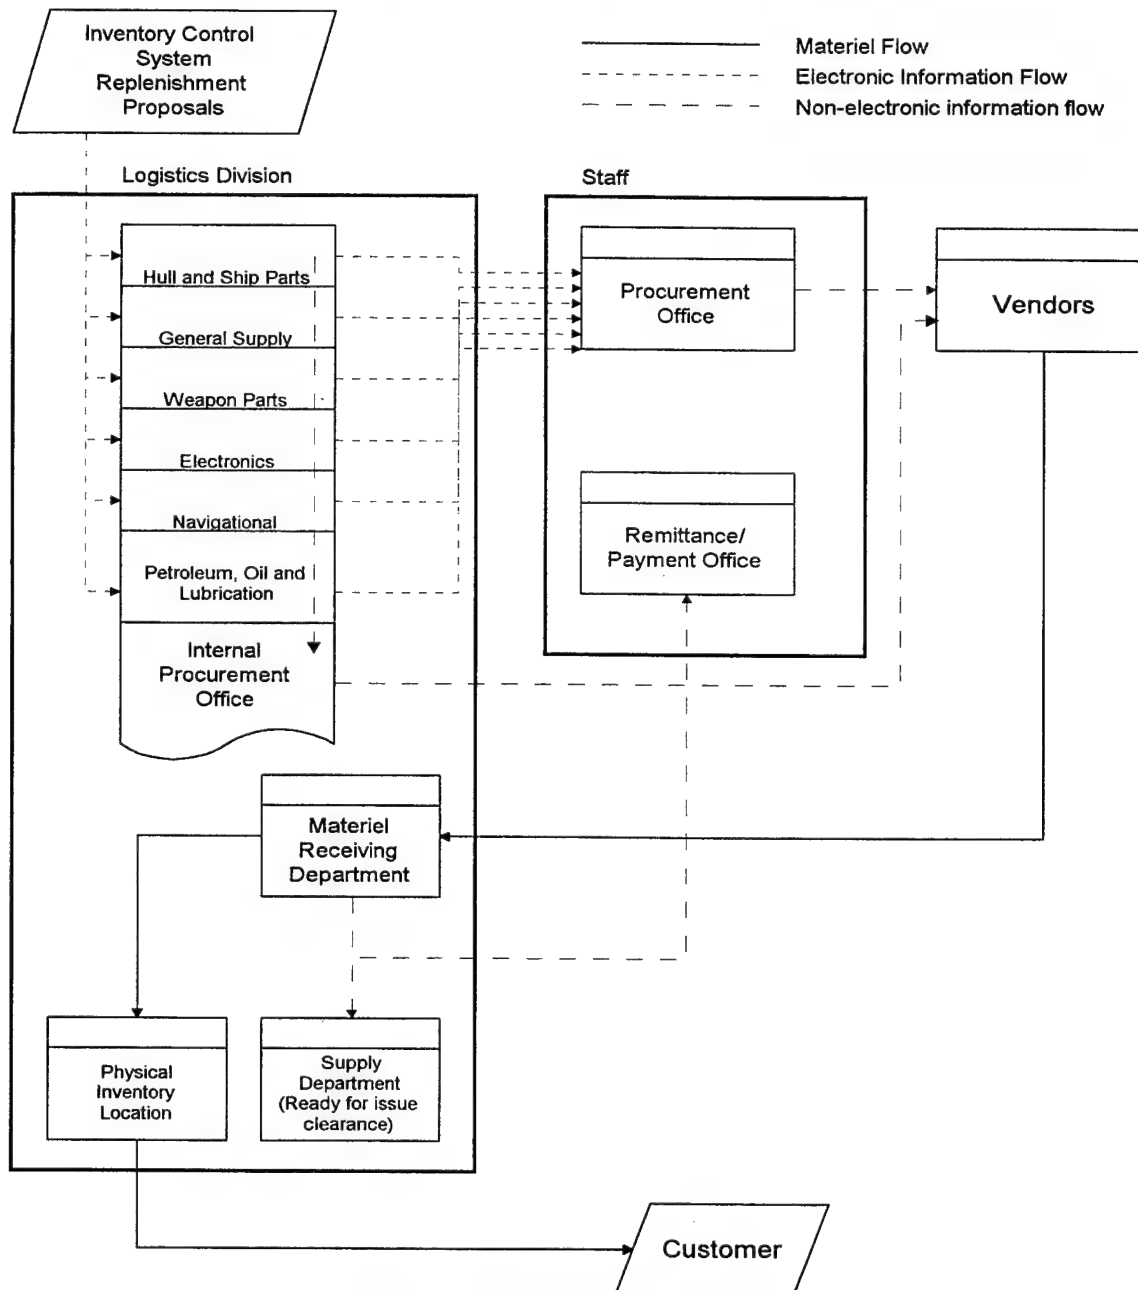 Inventory Control
System
Replenishment
Proposals
Materiel Flow
Electronic Information Flow
Non-electronic information flow
Logistics Division
Staff
Hull and Ship Parts
General Supply
Weapon Parts
Electronics
Navigational
Petroleum, Oil and
Lubrication
Internal
Procurement
Office
Procurement
Office
Vendors
Remittance/
Payment Office
Materiel
Receiving
Department
Physical
Inventory
Location
Supply
Department
(Ready for issue
clearance)
Customer